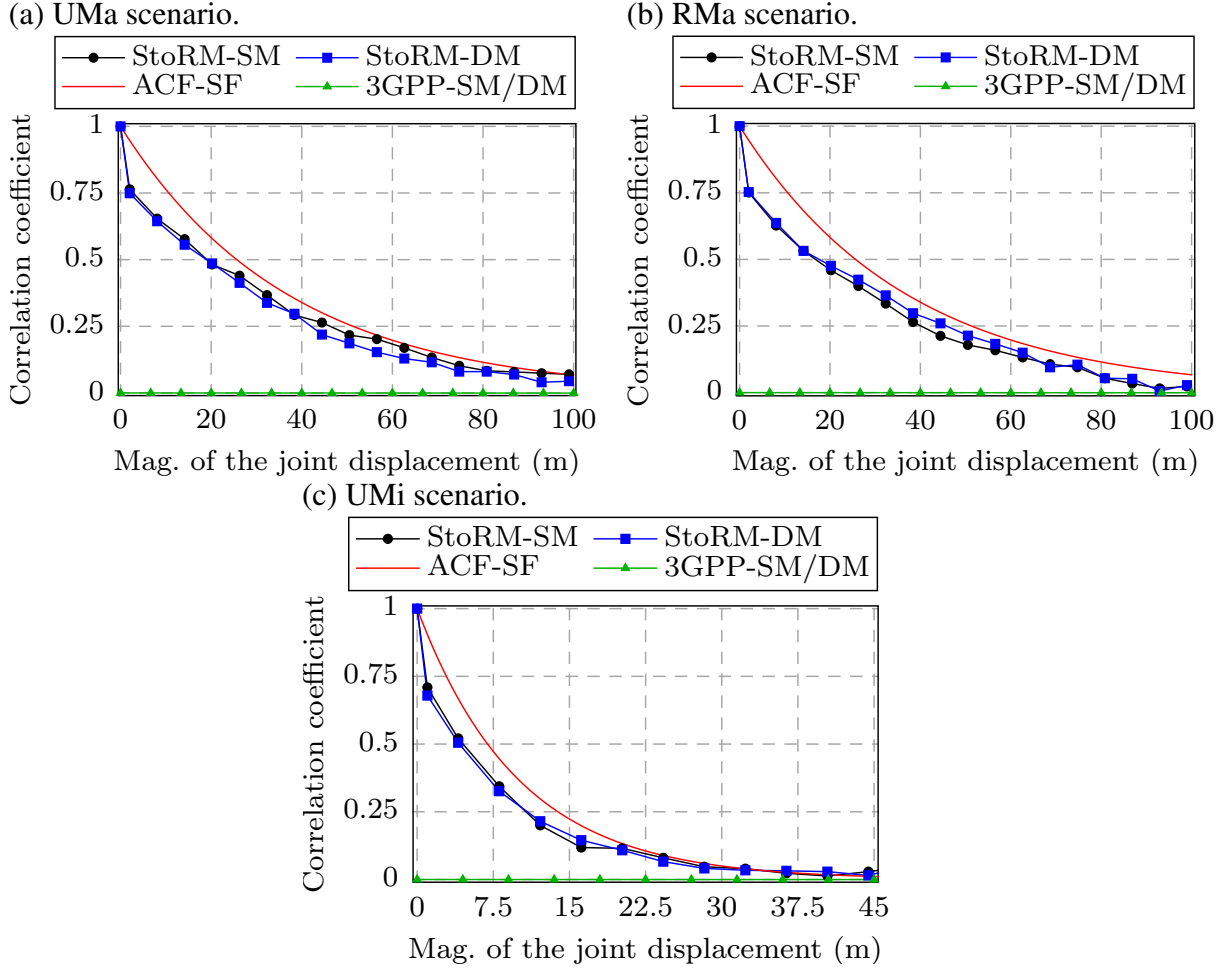 (a) UMa scenario.
StoRM-SM StoRM-DM
ACF-SF 3GPP-SM/DM
Correlation coefficient
1
0.75
0.5
0.25
0
0 20 40 60 80 100
Mag. of the joint displacement (m)
(b) RMa scenario.
StoRM-SM StoRM-DM
ACF-SF 3GPP-SM/DM
Correlation coefficient
1
0.75
0.5
0.25
0
0 20 40 60 80 100
Mag. of the joint displacement (m)
(c) UMi scenario.
StoRM-SM StoRM-DM
ACF-SF 3GPP-SM/DM
Correlation coefficient
1
0.75
0.5
0.25
0
0 7.5 15 22.5 30 37.5 45
Mag. of the joint displacement (m)